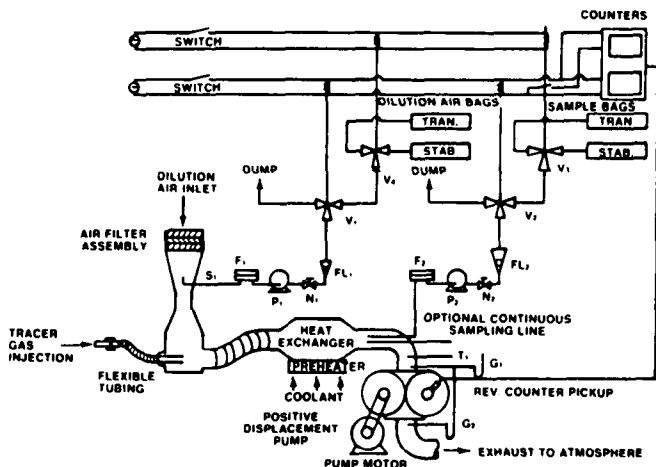 COUNTERS
SWITCH
SWITCH
DILUTION AIR BAGS
SAMPLE BAGS
TRAN.
TRAN
STAB
STAB.
V4
V1
DUMP
DUMP
DILUTION
AIR INLET
V2
AIR FILTER
ASSEMBLY
F1
FL1
F2
FL2
S1
P1
N1
P2
N2
OPTIONAL CONTINUOUS
SAMPLING LINE
TRACER
GAS
INJECTION
HEAT
EXCHANGER
T1
G1
FLEXIBLE
TUBING
PREHEATER
COOLANT
REV. COUNTER PICKUP
POSITIVE
DISPLACEMENT
PUMP
G2
PUMP MOTOR
EXHAUST TO ATMOSPHERE